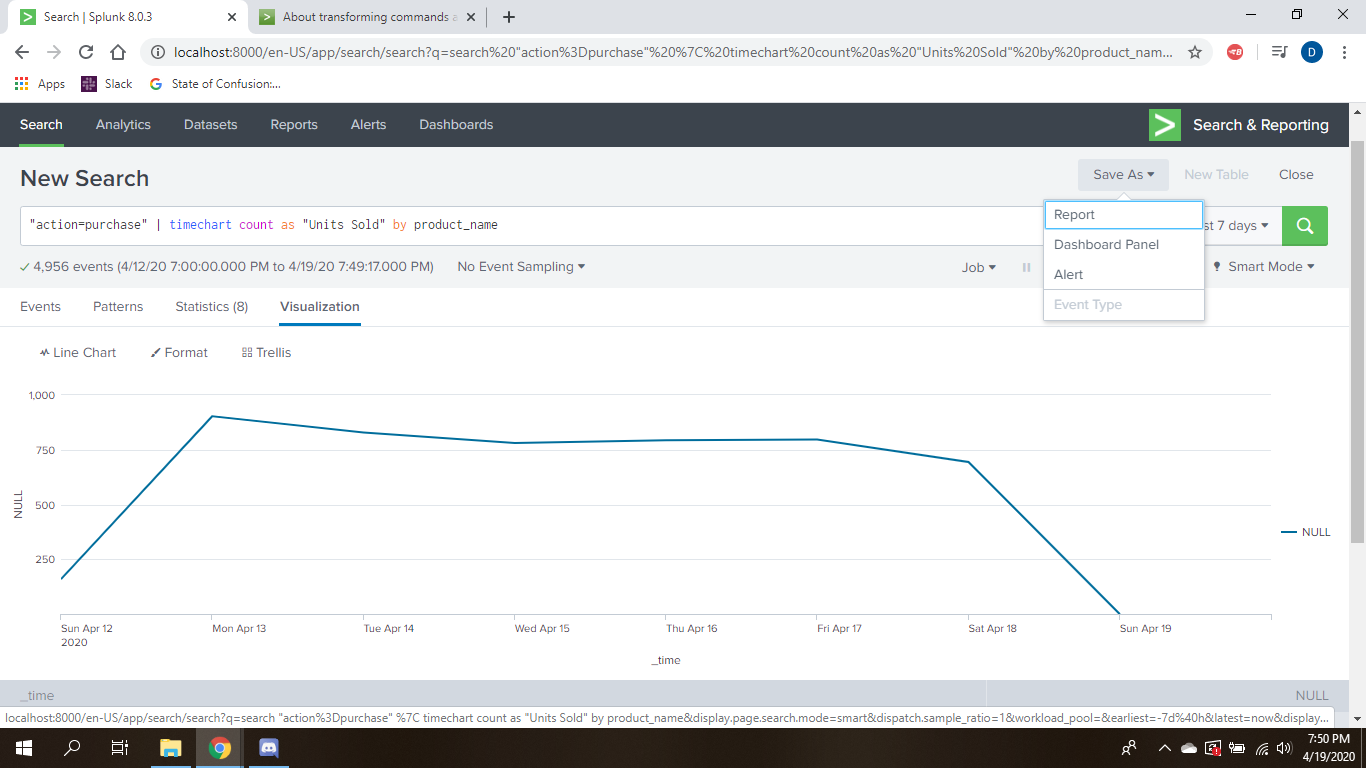 Search | Splunk 8.0.3
About transforming commands a
localhost:8000/en-US/app/search/search?q=search%20"action%3Dpurchase"%20%7C%20timechart%20count%20as%20"Units%20Sold"%20by%20product_nam...
D
Apps
Slack
State of Confusion:...
Search
Analytics
Datasets
Reports
Alerts
Dashboards
Search & Reporting
New Search
Save As
New Table
Close
"action=purchase" | timechart count as "Units Sold" by product_name
st 7 days
Report
Dashboard Panel
Alert
Event Type
4,956 events (4/12/20 7:00:00.000 PM to 4/19/20 7:49:17.000 PM)
No Event Sampling
Job
Smart Mode
Events
Patterns
Statistics (8)
Visualization
Line Chart
Format
Trellis
1,000
750
500
250
NULL
NULL
Sun Apr 12
2020
Mon Apr 13
Tue Apr 14
Wed Apr 15
Thu Apr 16
Fri Apr 17
Sat Apr 18
Sun Apr 19
_time
_time
NULL
localhost:8000/en-US/app/search/search?q=search "action%3Dpurchase" %7C timechart count as "Units Sold" by product_name&display.page.search.mode=smart&dispatch.sample_ratio=1&workload_pool=&earliest=-7d%40h&latest=now&display...
7:50 PM
4/19/2020